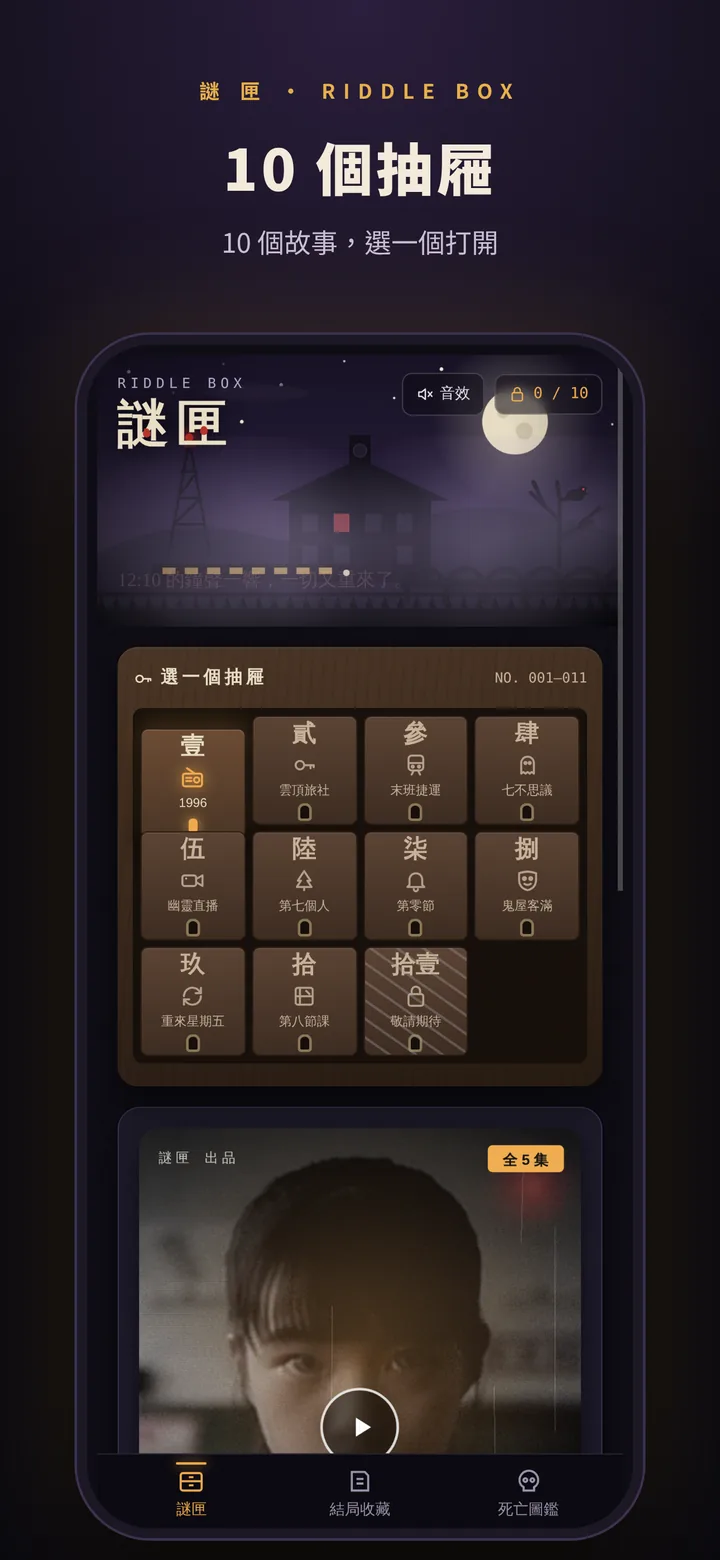 謎匣・RIDDLE BOX
10 個抽屜
10 個故事，選一個打開
RIDDLE BOX
謎匣
音效
0 / 10
12:10 的鐘聲一響，一切又重來了。
選一個抽屜
NO. 001—011
壹
1996
貳
雲頂旅社
參
末班捷運
肆
七不思議
伍
幽靈直播
陸
第七個人
柒
第零節
捌
鬼屋客滿
玖
重來星期五
拾
第八節課
拾壹
敬請期待
謎匣 出品
全 5 集
謎匣
結局收藏
死亡圖鑑